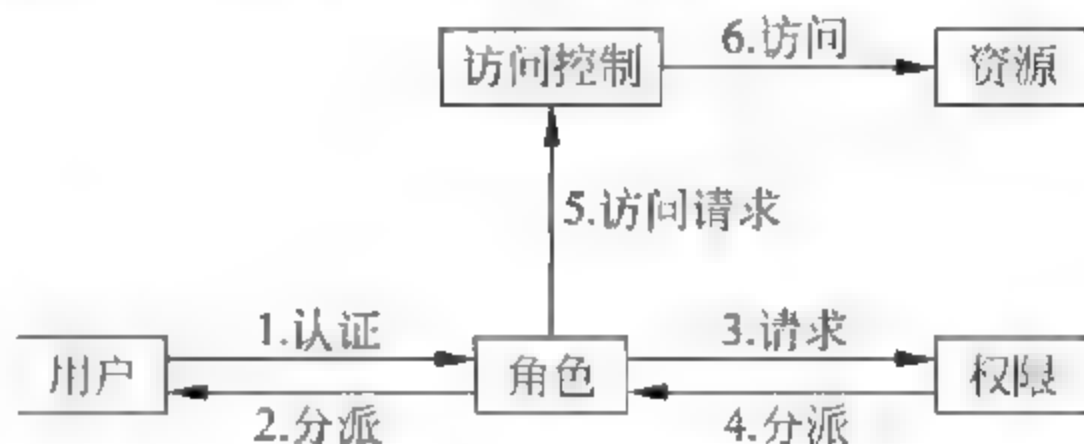 访问控制
6.访问
资源
5.访问请求
用户
1.认证
角色
3.请求
权限
2.分派
4.分派